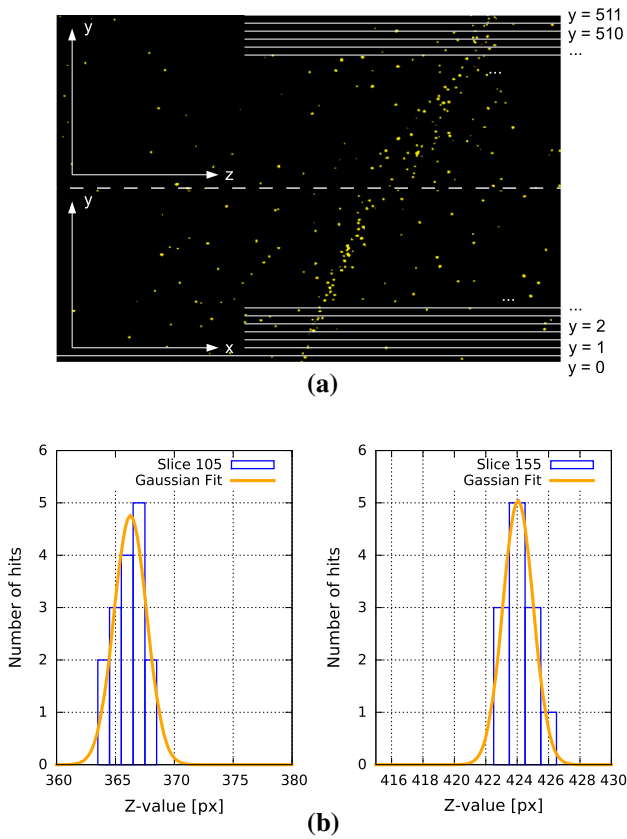 y
y = 511
y = 510
...
...
z
y
...
...
y = 2
y = 1
x
y = 0
(a)
Slice 105
Gaussian Fit
Number of hits
6
5
4
3
2
1
0
360 365 370 375 380
Z-value [px]
Slice 155
Gassian Fit
Number of hits
6
5
4
3
2
1
0
416 418 420 422 424 426 428 430
Z-value [px]
(b)